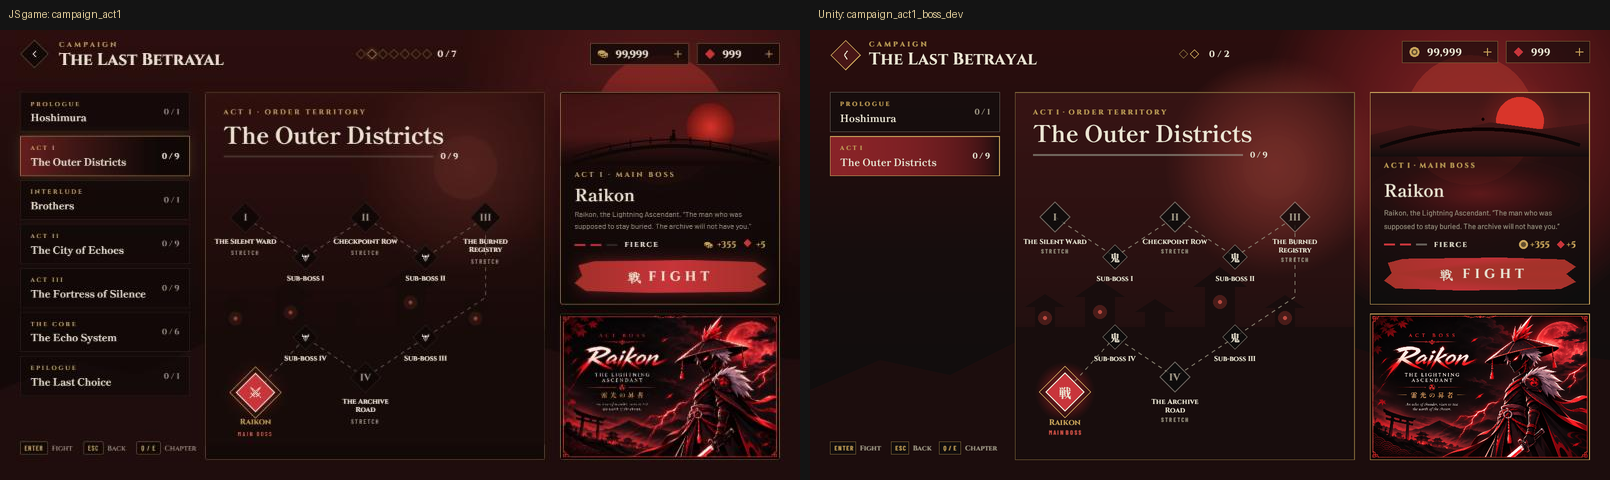 JS game: campaign_act1
CAMPAIGN
THE LAST BETRAYAL
0/7
99,999 +
999 +
PROLOGUE
Hoshimura
0/1
ACT I
The Outer Districts
0/9
INTERLUDE
Brothers
0/1
ACT II
The City of Echoes
0/9
ACT III
The Fortress of Silence
0/9
THE CORE
The Echo System
0/6
EPILOGUE
The Last Choice
0/1
ENTER FIGHT ESC BACK Q / E CHAPTER
ACT I · ORDER TERRITORY
The Outer Districts
0/9
I
THE SILENT WARD
STRETCH
II
CHECKPOINT ROW
STRETCH
III
THE BURNED
REGISTRY
STRETCH
SUB-BOSS I
SUB-BOSS II
SUB-BOSS IV
SUB-BOSS III
IV
THE ARCHIVE
ROAD
STRETCH
RAIKON
MAIN BOSS
ACT I · MAIN BOSS
Raikon
Raikon, the Lightning Ascendant. "The man who was
supposed to stay buried. The archive will not have you."
FIERCE
+355 +5
戦 FIGHT
ACT BOSS
Raikon
THE LIGHTNING
ASCENDANT
Unity: campaign_act1_boss_dev
CAMPAIGN
THE LAST BETRAYAL
0/2
99,999 +
999 +
PROLOGUE
Hoshimura
0/1
ACT I
The Outer Districts
0/9
ENTER FIGHT ESC BACK Q / E CHAPTER
ACT I · ORDER TERRITORY
The Outer Districts
0/9
I
THE SILENT WARD
STRETCH
II
CHECKPOINT ROW
STRETCH
III
THE BURNED
REGISTRY
STRETCH
鬼
SUB-BOSS I
鬼
SUB-BOSS II
鬼
SUB-BOSS IV
鬼
SUB-BOSS III
IV
THE ARCHIVE
ROAD
STRETCH
戦
RAIKON
MAIN BOSS
ACT I · MAIN BOSS
Raikon
Raikon, the Lightning Ascendant. "The man who was
supposed to stay buried. The archive will not have you."
FIERCE
+355 +5
戦 FIGHT
ACT BOSS
Raikon
THE LIGHTNING
ASCENDANT